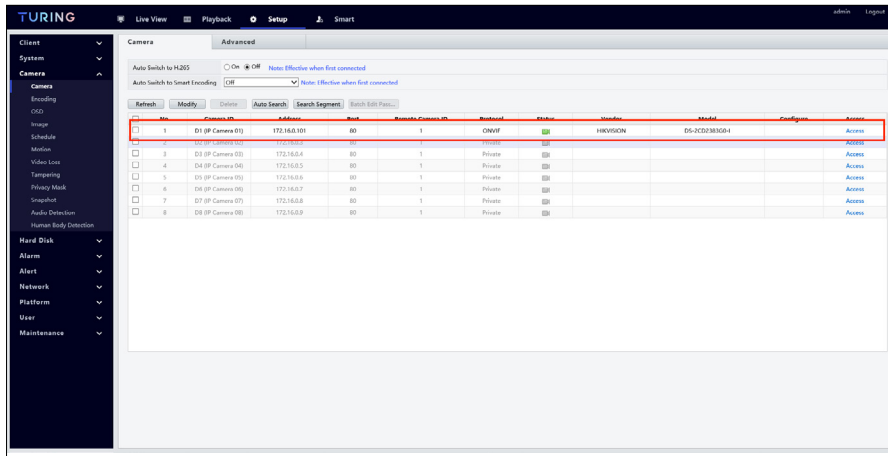 TURING Live View Playback Setup Smart admin Logout
Client
System
Camera
Camera
Encoding
OSD
Image
Schedule
Motion
Video Loss
Tampering
Privacy Mask
Snapshot
Audio Detection
Human Body Detection
Hard Disk
Alarm
Alert
Network
Platform
User
Maintenance
Camera Advanced
Auto Switch to H.265 On Off Note: Effective when first connected
Auto Switch to Smart Encoding Off Note: Effective when first connected
Refresh Modify Delete Auto Search Search Segment Batch Edit Pass...
No. Camera ID Address Port Remote Camera ID Protocol Status Vendor Model Configure Access
1 D1 (IP Camera 01) 172.16.0.101 80 1 ONVIF HIKVISION DS-2CD2383G0-I Access
2 D2 (IP Camera 02) 172.16.0.3 80 1 Private Access
3 D3 (IP Camera 03) 172.16.0.4 80 1 Private Access
4 D4 (IP Camera 04) 172.16.0.5 80 1 Private Access
5 D5 (IP Camera 05) 172.16.0.6 80 1 Private Access
6 D6 (IP Camera 06) 172.16.0.7 80 1 Private Access
7 D7 (IP Camera 07) 172.16.0.8 80 1 Private Access
8 D8 (IP Camera 08) 172.16.0.9 80 1 Private Access